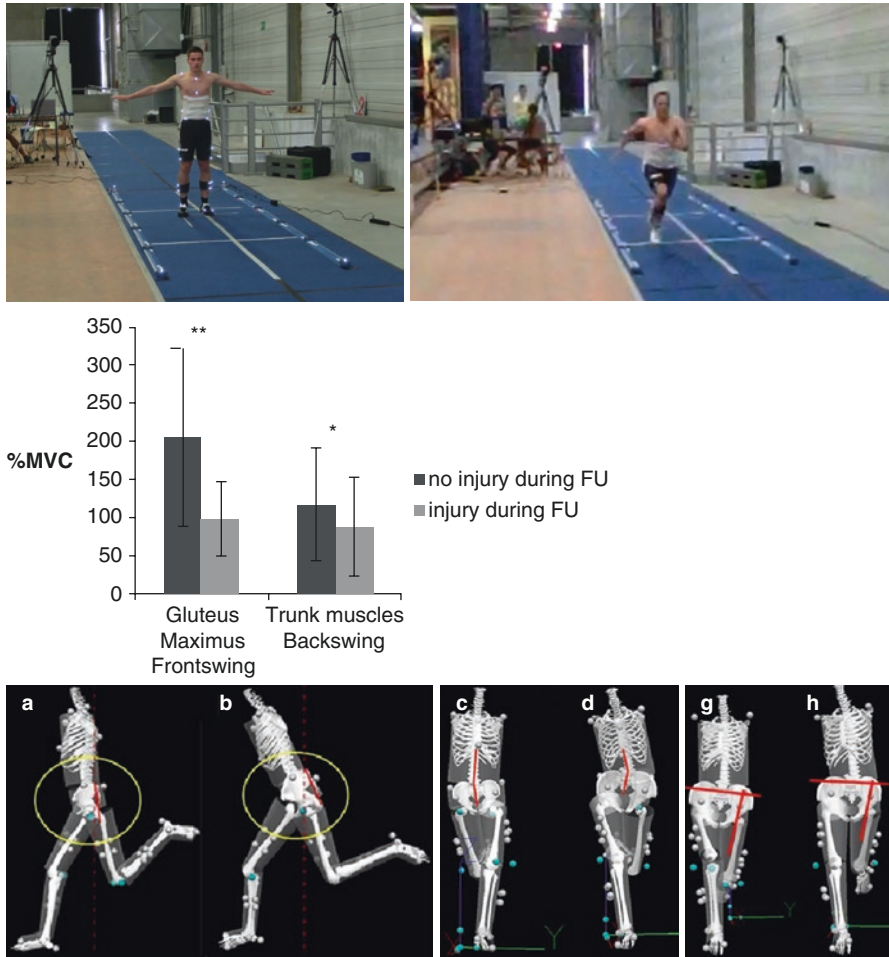 350
**
300
250
*
200
%MVC
150
no injury during FU
100
injury during FU
50
0
Gluteus
Maximus
Frontswing
Trunk muscles
Backswing
a
b
c
d
g
h
Y
Y